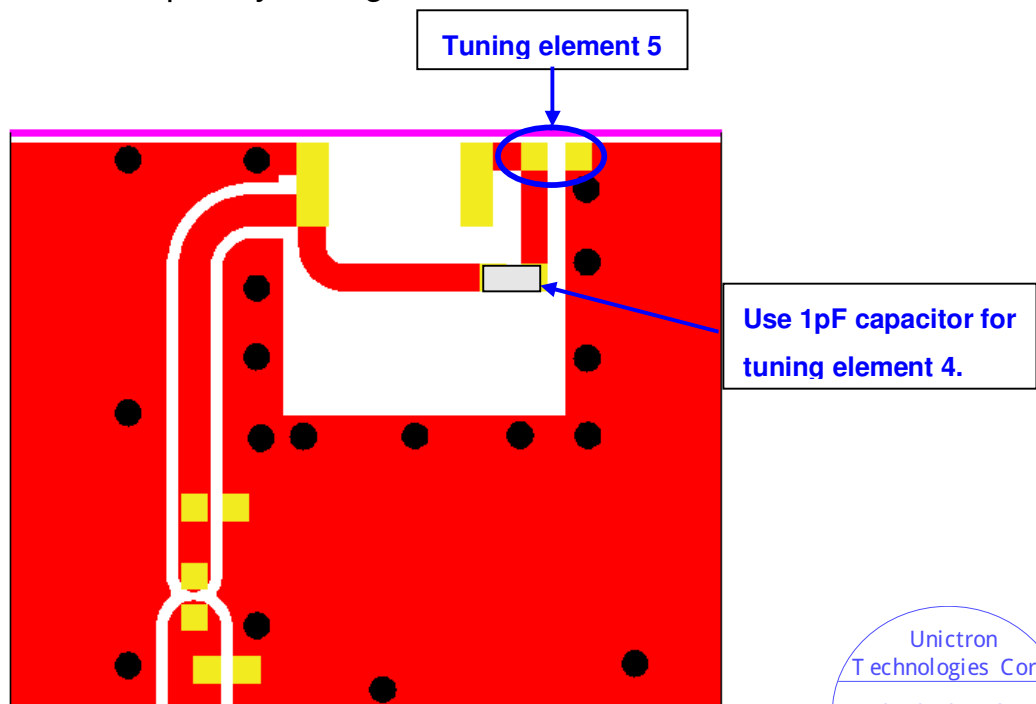 Tuning element 5
Use 1pF capacitor for
tuning element 4.
Unictron
Technologies Cor